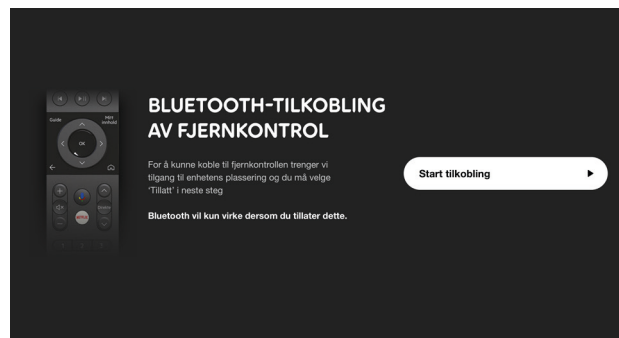 Guide
Mitt
innhold
OK
NETFLIX
BLUETOOTH-TILKOBLING
AV FJERNKONTROL
For å kunne koble til fjernkontrollen trenger vi
tilgang til enhetens plassering og du må velge
‘Tillatt’ i neste steg
Bluetooth vil kun virke dersom du tillater dette.
Start tilkobling